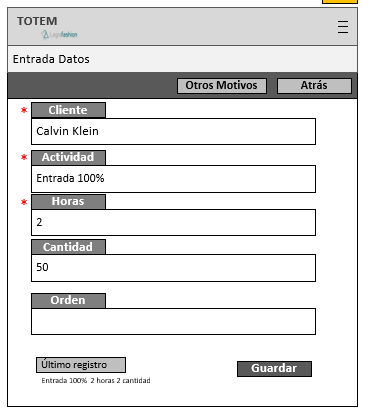 TOTEM
Logisfashion
Entrada Datos
Otros Motivos
Atrás
* Cliente
Calvin Klein
* Actividad
Entrada 100%
* Horas
2
Cantidad
50
Orden
Último registro
Guardar
Entrada 100% 2 horas 2 cantidad